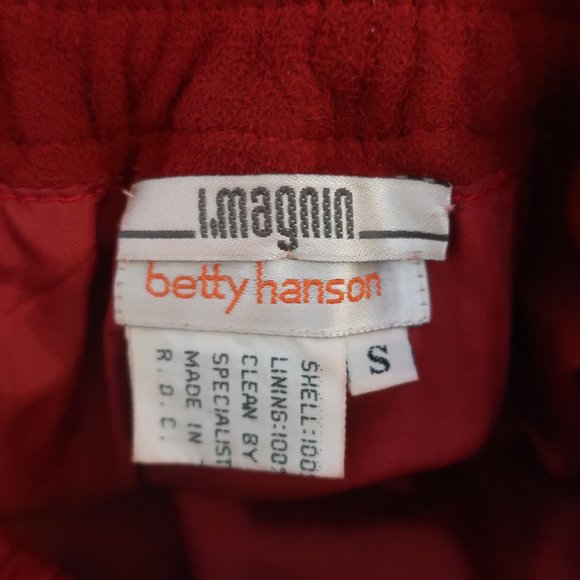 I.magnin
betty hanson
S
SHELL:100%
LINING:100%
CLEAN BY
SPECIALIST
MADE IN
R.O.C.